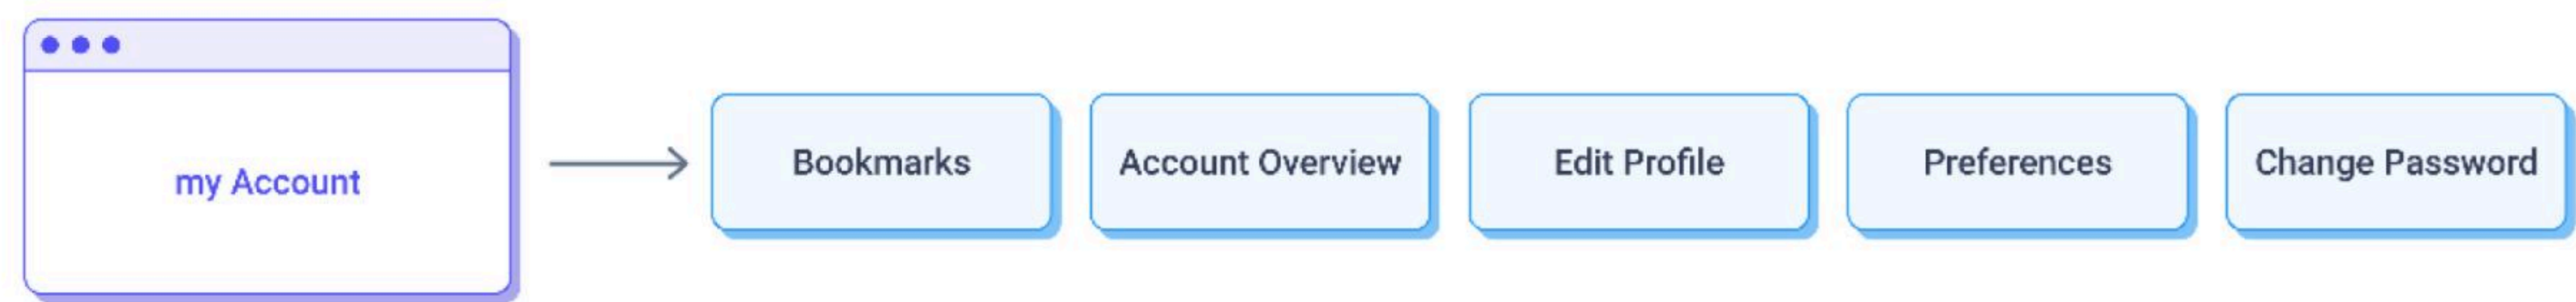 my Account
Bookmarks
Account Overview
Edit Profile
Preferences
Change Password